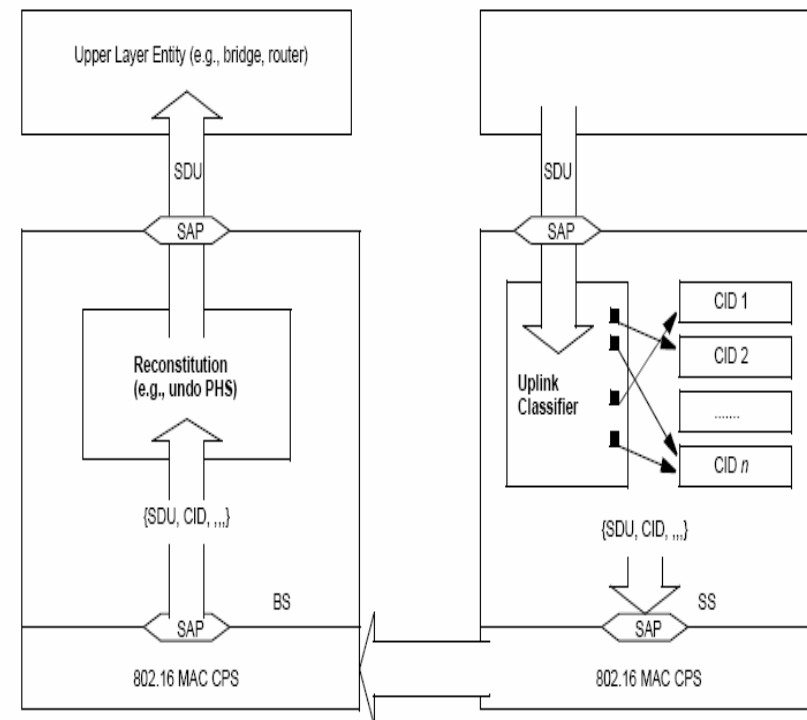 Upper Layer Entity (e.g., bridge, router)
SDU
SAP
Reconstitution
(e.g., undo PHS)
{SDU, CID, ,,,}
BS
SAP
802.16 MAC CPS
SDU
SAP
Uplink
Classifier
CID 1
CID 2
.......
CID n
{SDU, CID, ,,,}
SS
SAP
802.16 MAC CPS